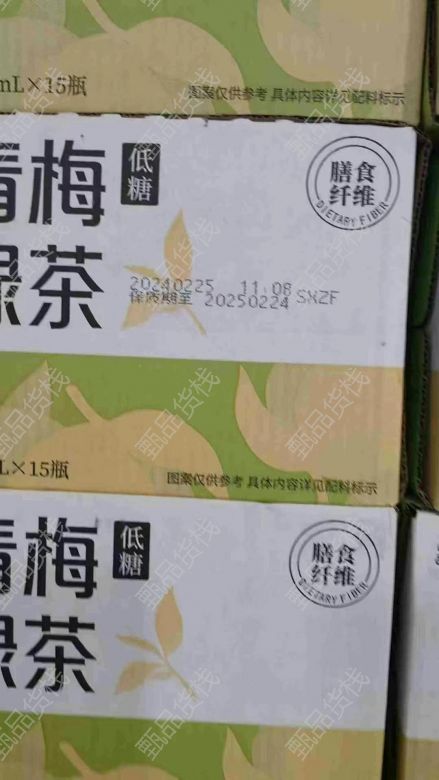 mL×15瓶
图案仅供参考 具体内容详见配料标示
青梅
绿茶
低糖
膳食
纤维
DIETARY FIBER
20240225 11:08
保质期至 20250224 SXZF
L×15瓶
图案仅供参考 具体内容详见配料标示
青梅
绿茶
低糖
膳食
纤维
DIETARY FIBER
甄品货栈